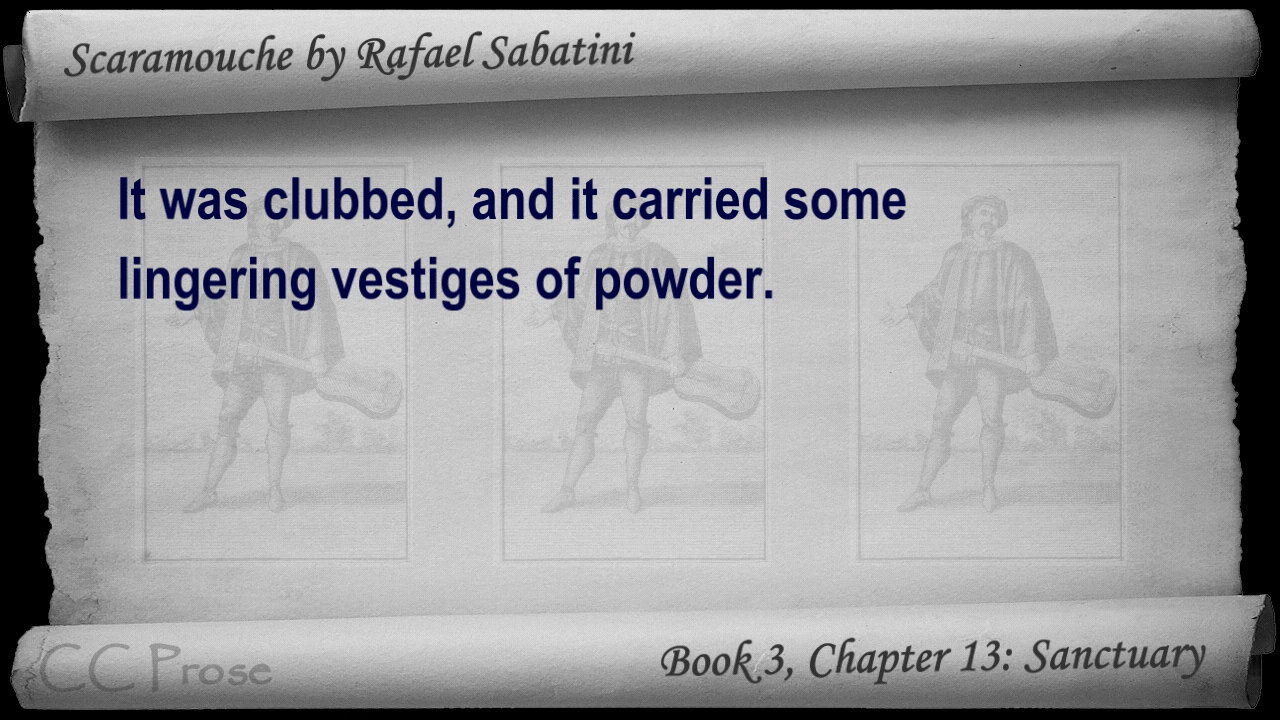 Scaramouche by Rafael Sabatini
It was clubbed, and it carried some
lingering vestiges of powder.
CC Prose
Book 3, Chapter 13: Sanctuary